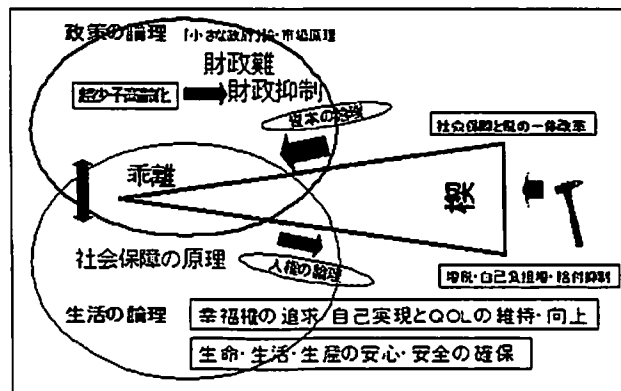 政策の論理 「小さな政府」論・市場原理
財政難
超少子高齢化
財政抑制
資本の論理
社会保障と税の一体改革
乖離
楔
社会保障の原理
人権の論理
増税・自己負担増・給付抑制
生活の論理
幸福権の追求・自己実現とQOLの維持・向上
生命・生活・生産の安心・安全の確保